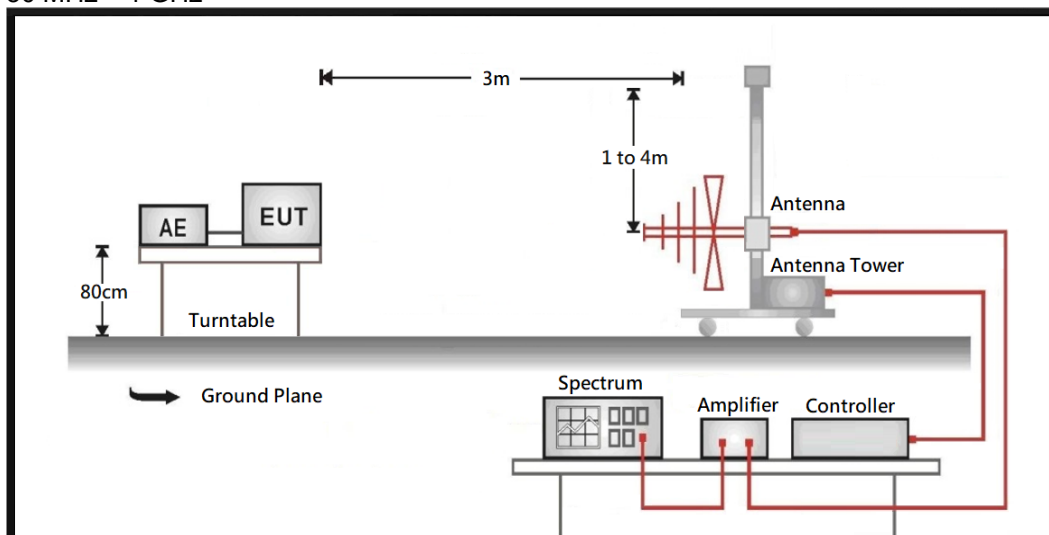 3m
1 to 4m
Antenna
AE
EUT
Antenna Tower
80cm
Turntable
Ground Plane
Spectrum
Amplifier
Controller